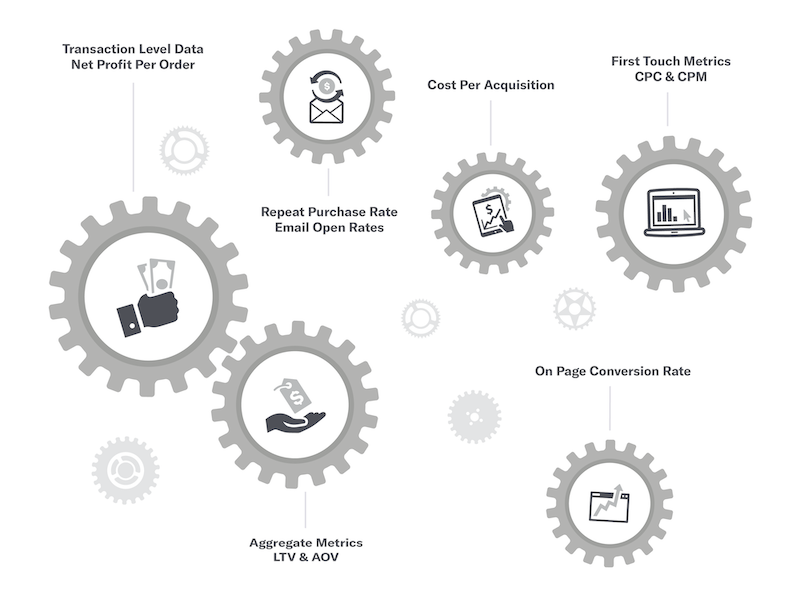 Transaction Level Data
Net Profit Per Order
$
Repeat Purchase Rate
Email Open Rates
Cost Per Acquisition
$
First Touch Metrics
CPC & CPM
$
Aggregate Metrics
LTV & AOV
On Page Conversion Rate